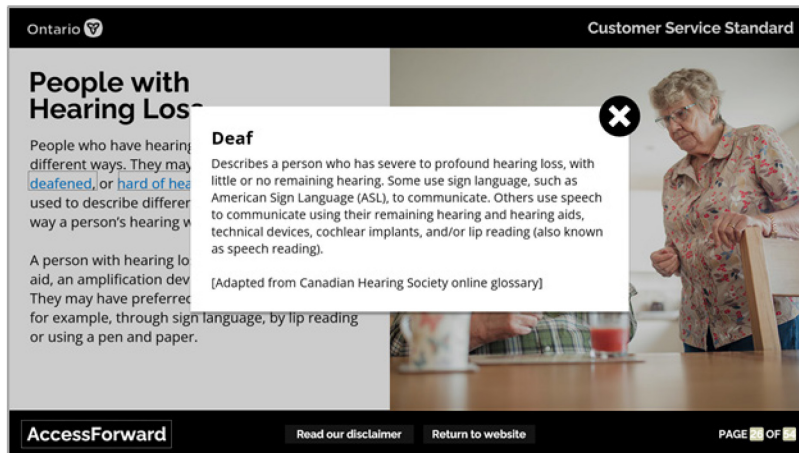 Ontario
Customer Service Standard
People with
Hearing Loss
People who have hearing
different ways. They may
deafened, or hard of hea
used to describe differen
way a person's hearing w
A person with hearing lo
aid, an amplification dev
They may have preferred
for example, through sign language, by lip reading
or using a pen and paper.
Deaf
Describes a person who has severe to profound hearing loss, with
little or no remaining hearing. Some use sign language, such as
American Sign Language (ASL), to communicate. Others use speech
to communicate using their remaining hearing and hearing aids,
technical devices, cochlear implants, and/or lip reading (also known
as speech reading).
[Adapted from Canadian Hearing Society online glossary]
AccessForward
Read our disclaimer
Return to website
PAGE 26 OF 54